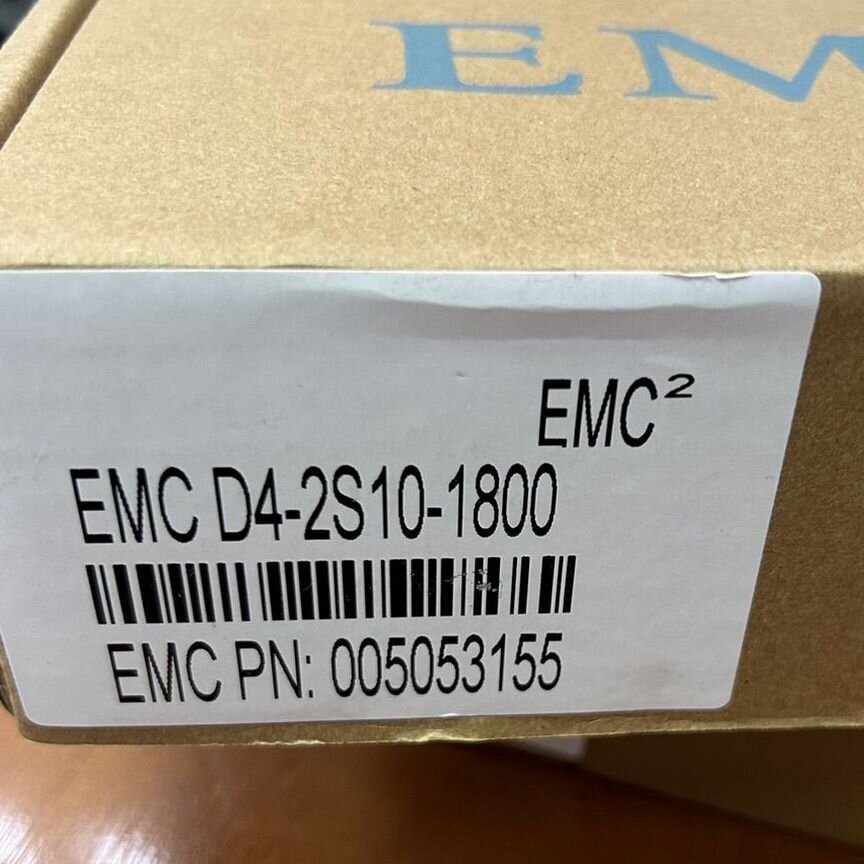 EM
EMC²
EMC D4-2S10-1800
EMC PN: 005053155